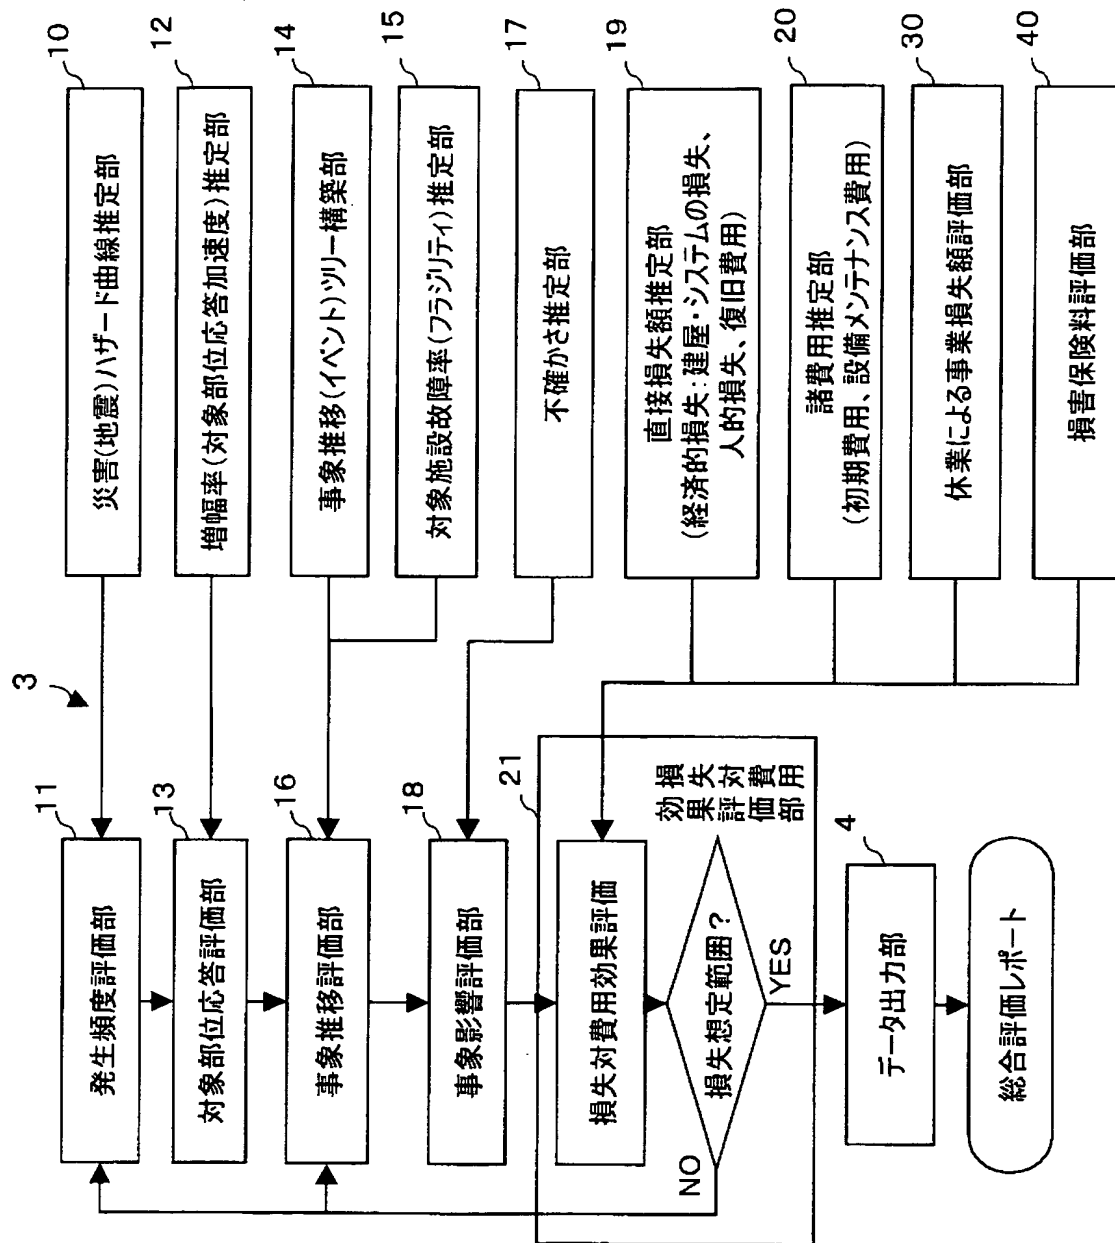 3
11
発生頻度評価部
10
災害(地震)ハザード曲線推定部
13
対象部位応答評価部
12
増幅率(対象部位応答加速度)推定部
16
事象推移評価部
14
事象推移(イベント)ツリー構築部
15
対象施設故障率(フラジリティ)推定部
18
事象影響評価部
17
不確かさ推定部
21
損失対費用
効果評価部
損失対費用効果評価
19
直接損失額推定部
(経済的損失:建屋・システムの損失、
人的損失、復旧費用)
20
諸費用推定部
(初期費用、設備メンテナンス費用)
30
休業による事業損失額評価部
40
損害保険料評価部
損失想定範囲?
NO
YES
4
データ出力部
総合評価レポート